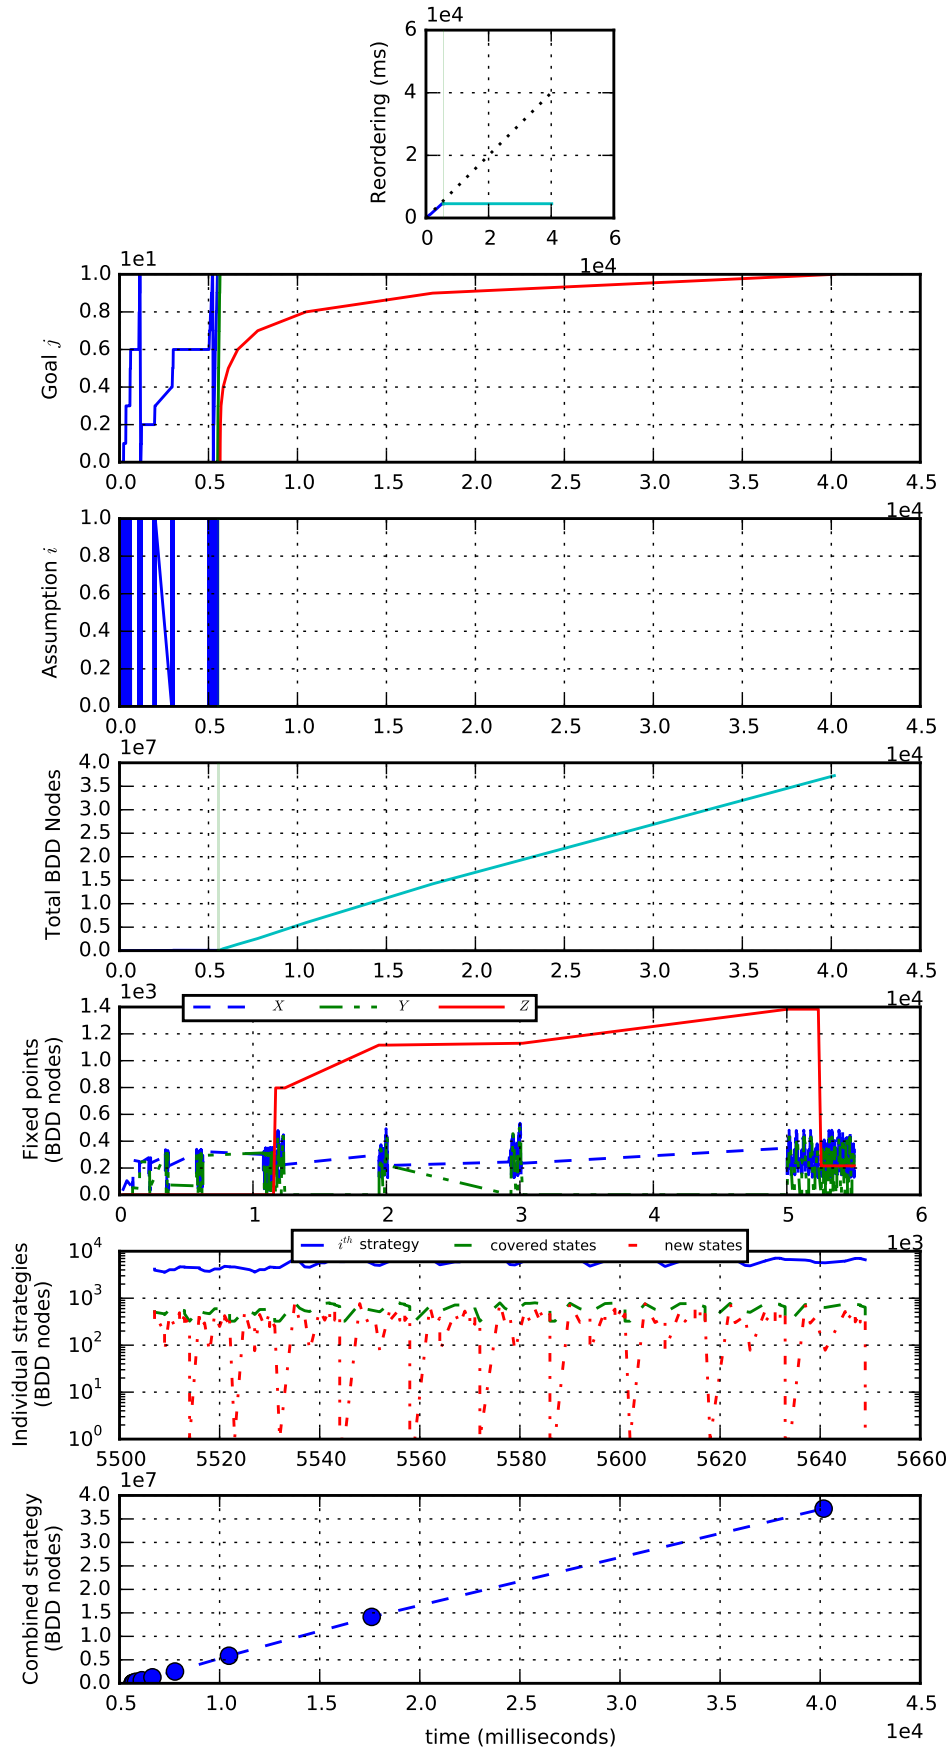 1e4
6
4
2
0
Reordering (ms)
0 2 4 6
1e4
1e1
1.0
0.8
0.6
0.4
0.2
0.0
Goal j
0.0 0.5 1.0 1.5 2.0 2.5 3.0 3.5 4.0 4.5
1e4
1.0
0.8
0.6
0.4
0.2
0.0
Assumption i
0.0 0.5 1.0 1.5 2.0 2.5 3.0 3.5 4.0 4.5
1e4
1e7
4.0
3.5
3.0
2.5
2.0
1.5
1.0
0.5
0.0
Total BDD Nodes
0.0 0.5 1.0 1.5 2.0 2.5 3.0 3.5 4.0 4.5
1e4
1e3
X Y Z
1.4
1.2
1.0
0.8
0.6
0.4
0.2
0.0
Fixed points
(BDD nodes)
0 1 2 3 4 5 6
1e3
i^th strategy covered states new states
10^4
10^3
10^2
10^1
10^0
Individual strategies
(BDD nodes)
5500 5520 5540 5560 5580 5600 5620 5640 5660
1e7
4.0
3.5
3.0
2.5
2.0
1.5
1.0
0.5
0.0
Combined strategy
(BDD nodes)
0.5 1.0 1.5 2.0 2.5 3.0 3.5 4.0 4.5
1e4
time (milliseconds)